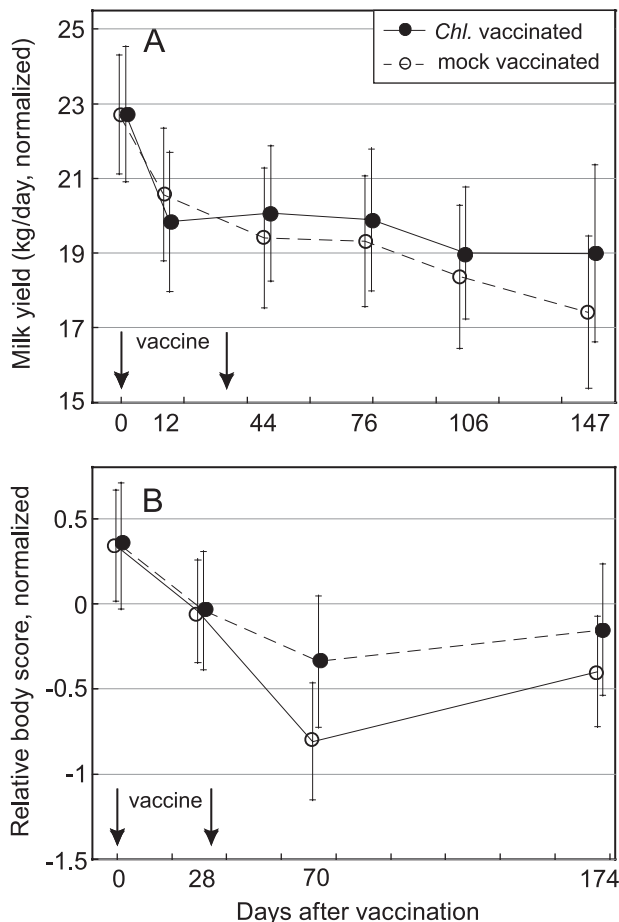 25
A
Chl. vaccinated
mock vaccinated
23
21
19
17
15
Milk yield (kg/day, normalized)
vaccine
0 12 44 76 106 147
B
0.5
0
-0.5
-1
-1.5
Relative body score, normalized
vaccine
0 28 70 174
Days after vaccination